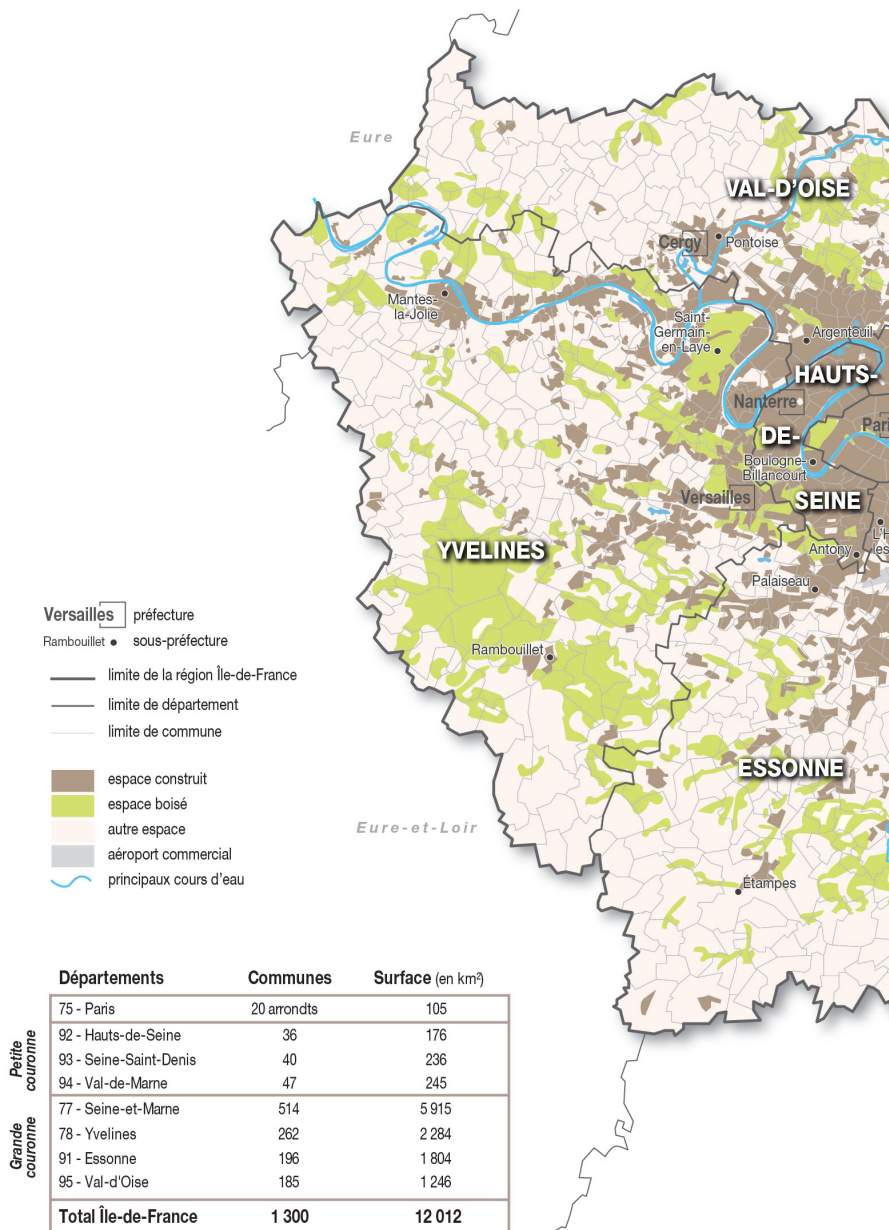 Eure
VAL-D'OISE
Cergy
Pontoise
Mantes-
la-Jolie
Saint-
Germain-
en-Laye
Argenteuil
HAUTS-
Nanterre
DE-
Pari
Boulogne-
Billancourt
Versailles
SEINE
L'H
les
Antony
YVELINES
Palaiseau
Rambouillet
ESSONNE
Eure-et-Loir
Étampes
Versailles préfecture
Rambouillet sous-préfecture
limite de la région Île-de-France
limite de département
limite de commune
espace construit
espace boisé
autre espace
aéroport commercial
principaux cours d'eau
Départements Communes Surface (en km²)
75 - Paris 20 arrondts 105
Petite
couronne
92 - Hauts-de-Seine 36 176
93 - Seine-Saint-Denis 40 236
94 - Val-de-Marne 47 245
Grande
couronne
77 - Seine-et-Marne 514 5 915
78 - Yvelines 262 2 284
91 - Essonne 196 1 804
95 - Val-d'Oise 185 1 246
Total Île-de-France 1 300 12 012